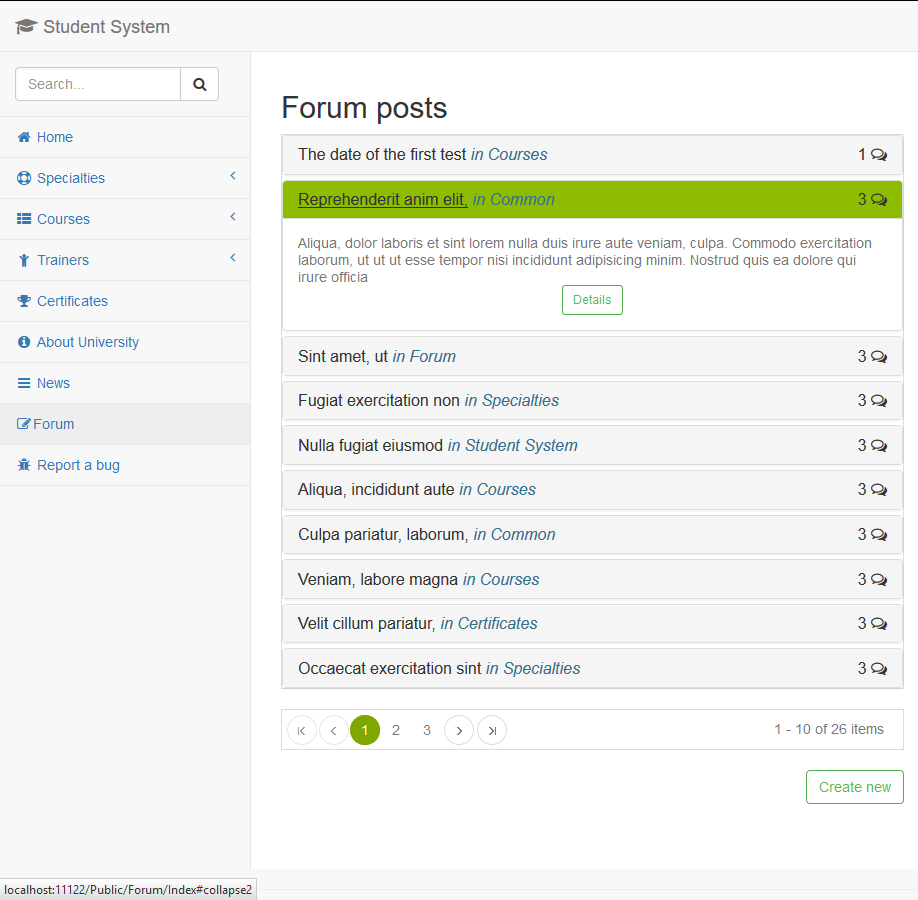 Student System
Search...
Home
Specialties
Courses
Trainers
Certificates
About University
News
Forum
Report a bug
Forum posts
The date of the first test in Courses 1
Reprehenderit anim elit, in Common 3
Aliqua, dolor laboris et sint lorem nulla duis irure aute veniam, culpa. Commodo exercitation
laborum, ut ut ut esse tempor nisi incididunt adipisicing minim. Nostrud quis ea dolore qui
irure officia
Details
Sint amet, ut in Forum 3
Fugiat exercitation non in Specialties 3
Nulla fugiat eiusmod in Student System 3
Aliqua, incididunt aute in Courses 3
Culpa pariatur, laborum, in Common 3
Veniam, labore magna in Courses 3
Velit cillum pariatur, in Certificates 3
Occaecat exercitation sint in Specialties 3
1 2 3 1 - 10 of 26 items
Create new
localhost:11122/Public/Forum/Index#collapse2